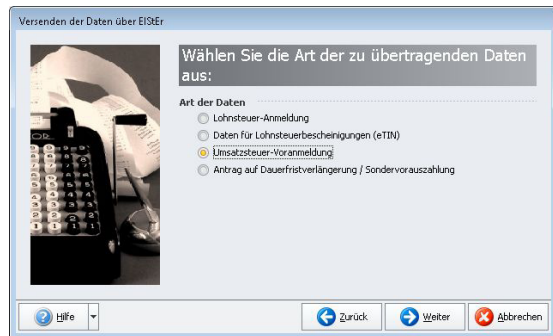 Versenden der Daten über ElStEr
Wählen Sie die Art der zu übertragenden Daten
aus:
Art der Daten
Lohnsteuer-Anmeldung
Daten für Lohnsteuerbescheinigungen (eTIN)
Umsatzsteuer-Voranmeldung
Antrag auf Dauerfristverlängerung / Sondervorauszahlung
Hilfe
Zurück
Weiter
Abbrechen